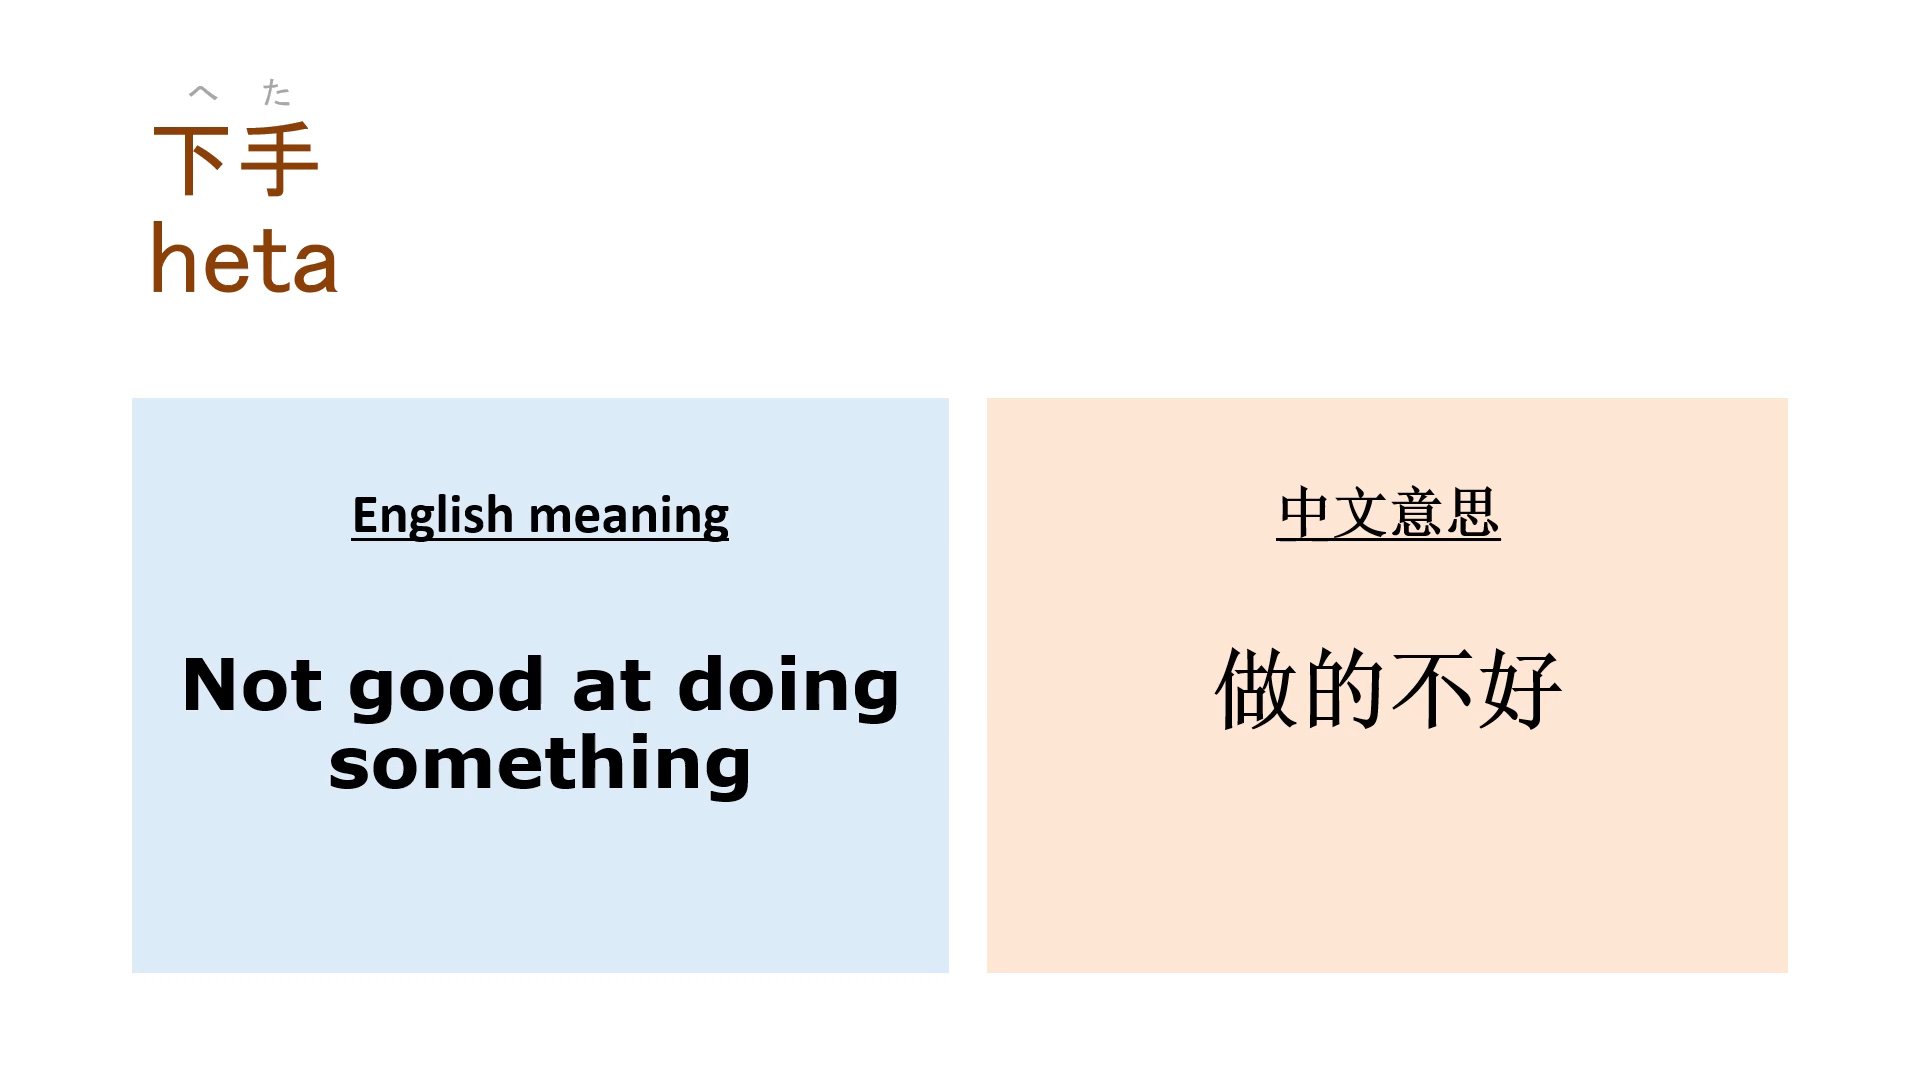 へ た
下手
heta
English meaning
Not good at doing
something
中文意思
做的不好